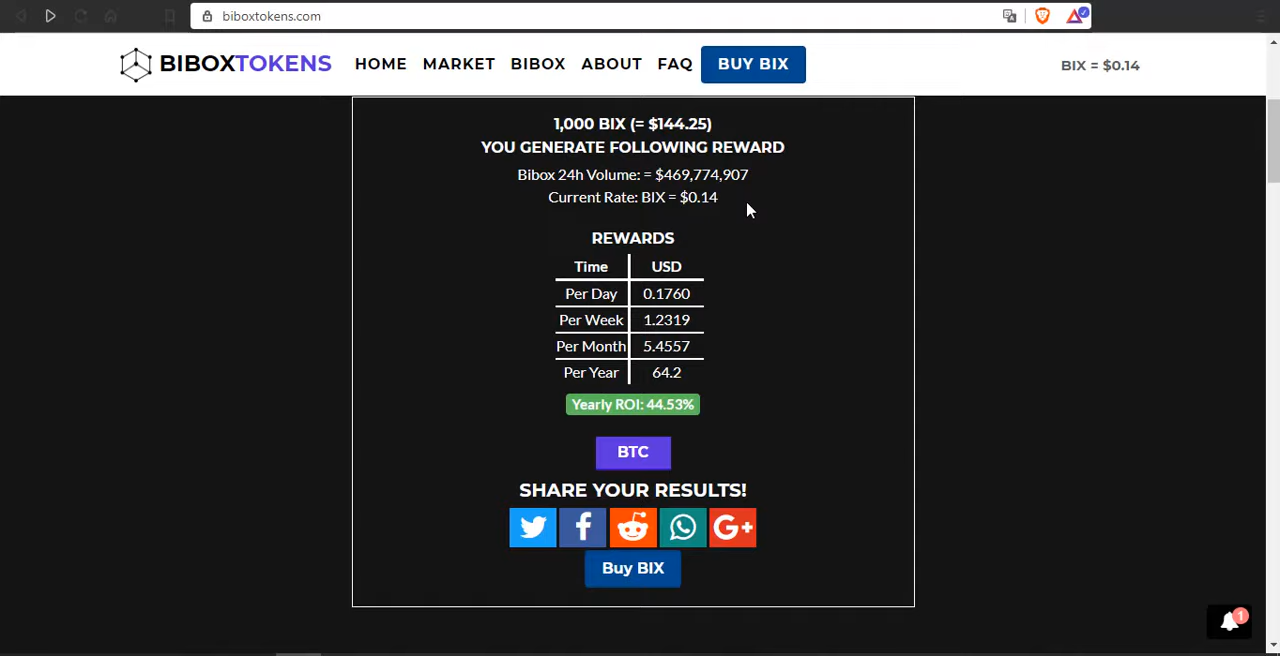 biboxtokens.com
BIBOXTOKENS HOME MARKET BIBOX ABOUT FAQ BUY BIX BIX = $0.14
1,000 BIX (= $144.25)
YOU GENERATE FOLLOWING REWARD
Bibox 24h Volume: = $469,774,907
Current Rate: BIX = $0.14
REWARDS
Time USD
Per Day 0.1760
Per Week 1.2319
Per Month 5.4557
Per Year 64.2
Yearly ROI: 44.53%
BTC
SHARE YOUR RESULTS!
G+
Buy BIX
1